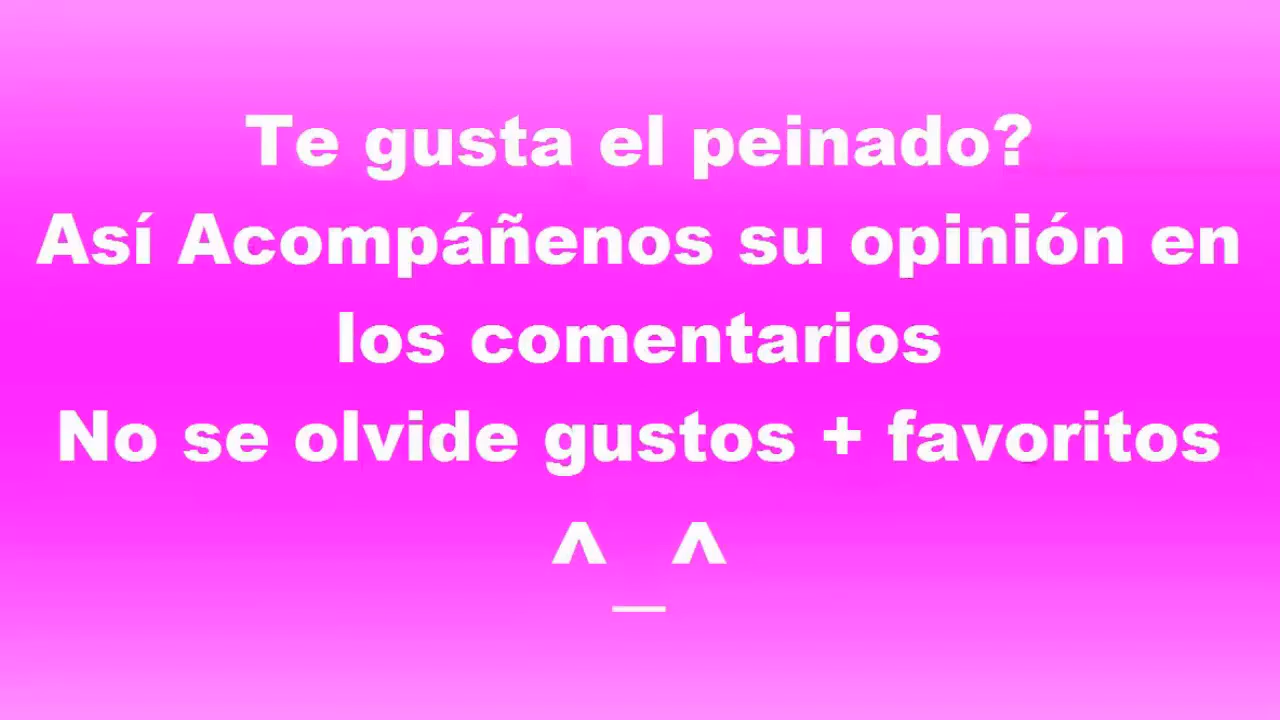 Te gusta el peinado?
Así Acompáñenos su opinión en
los comentarios
No se olvide gustos + favoritos
^_^